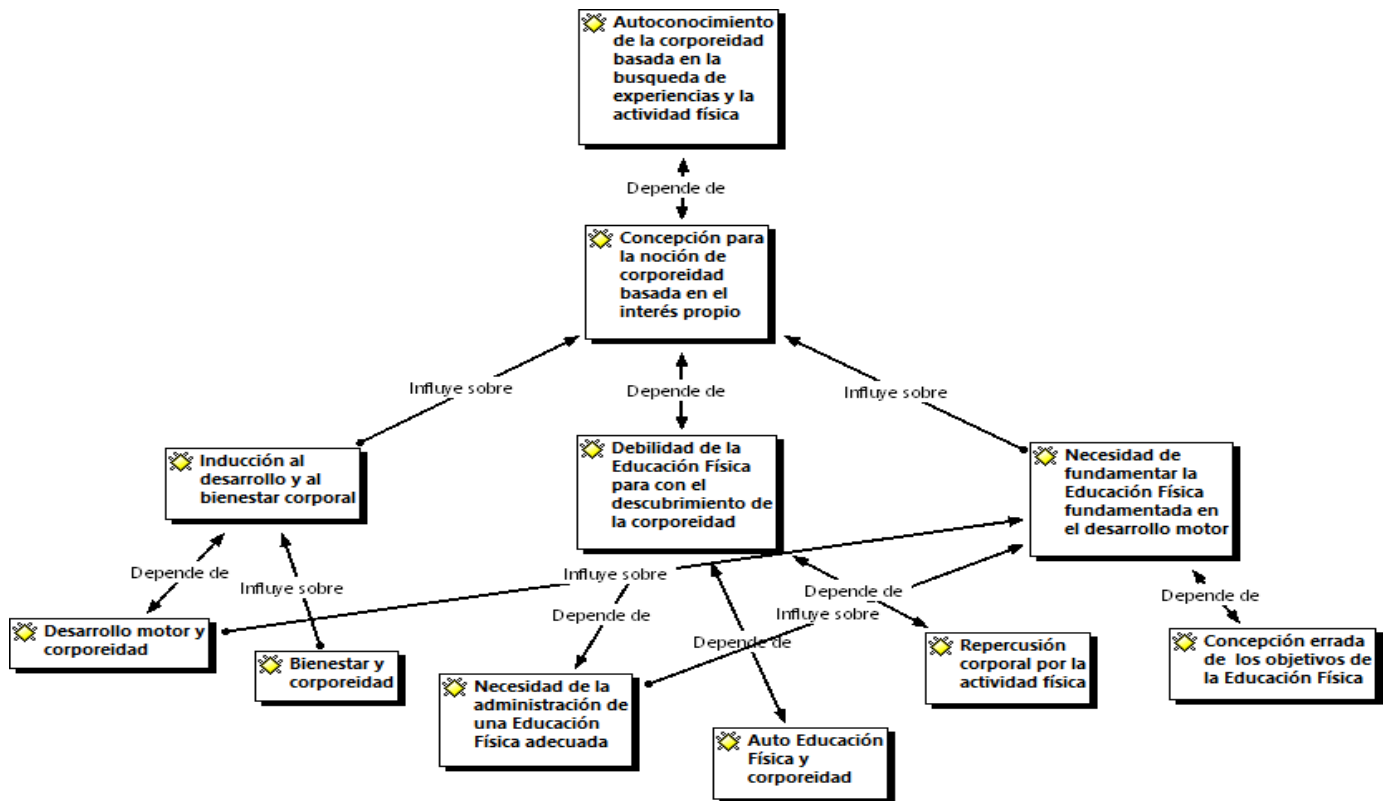 Autoconocimiento
de la corporeidad
basada en la
busqueda de
experiencias y la
actividad física
Depende de
Concepción para
la noción de
corporeidad
basada en el
interés propio
Influye sobre
Depende de
Influye sobre
Inducción al
desarrollo y al
bienestar corporal
Debilidad de la
Educación Física
para con el
descubrimiento de
la corporeidad
Necesidad de
fundamentar la
Educación Física
fundamentada en
el desarrollo motor
Depende de
Influye sobre
Influye sobre
Depende de
Depende de
Influye sobre
Depende de
Depende de
Desarrollo motor y
corporeidad
Bienestar y
corporeidad
Necesidad de la
administración de
una Educación
Física adecuada
Auto Educación
Física y
corporeidad
Repercusión
corporal por la
actividad física
Concepción errada
de los objetivos de
la Educación Física